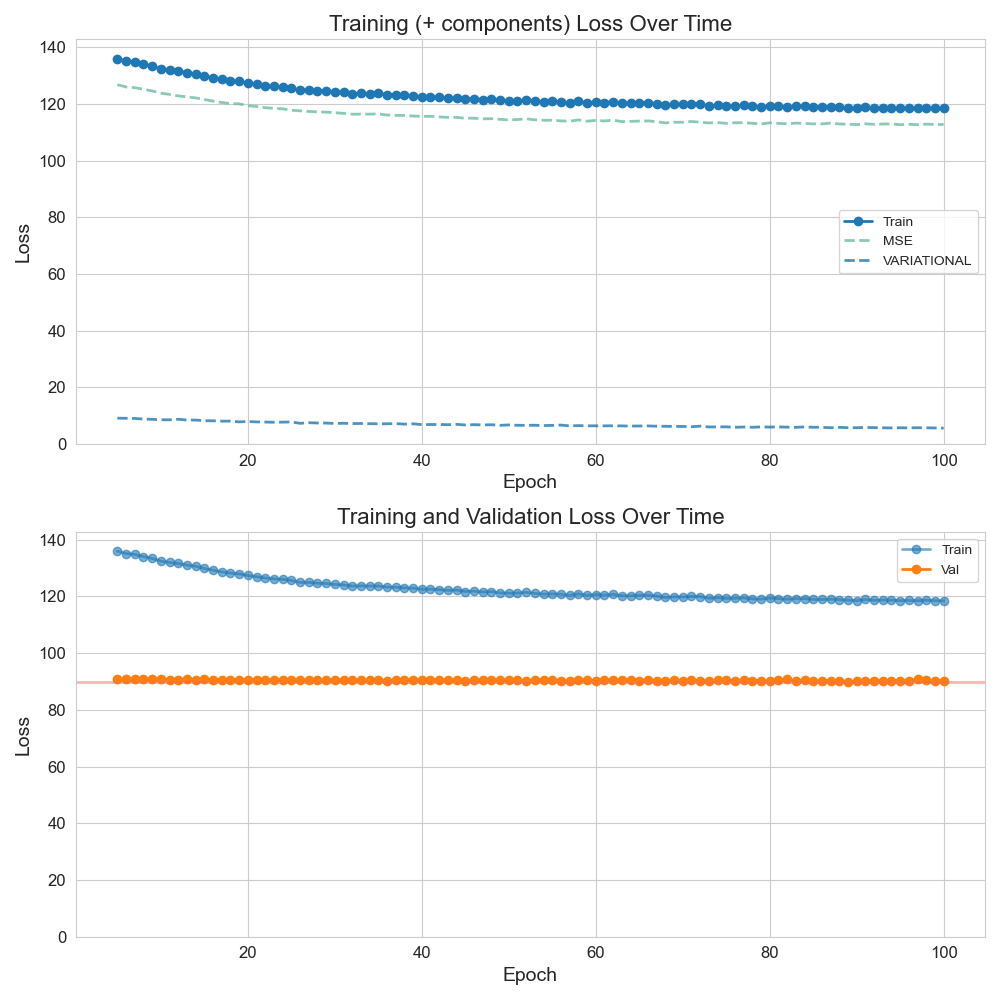 Training (+ components) Loss Over Time
140
120
100
80
60
40
20
0
Loss
Train
MSE
VARIATIONAL
20 40 60 80 100
Epoch
Training and Validation Loss Over Time
140
120
100
80
60
40
20
0
Loss
Train
Val
20 40 60 80 100
Epoch